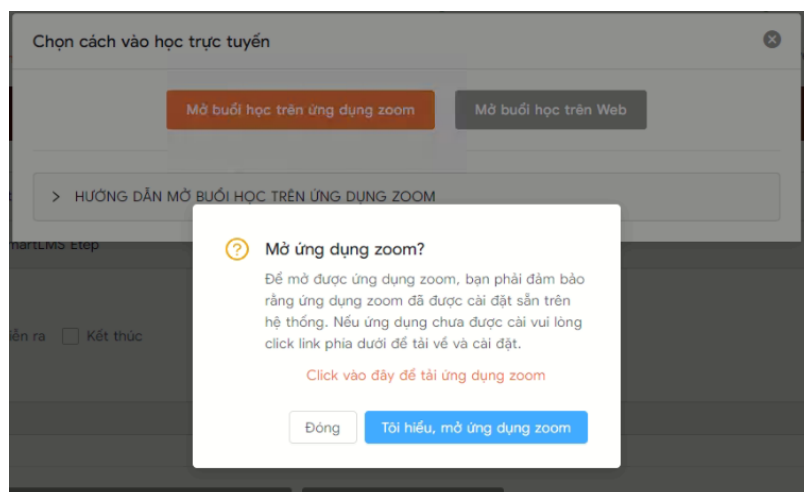 Chọn cách vào học trực tuyến
Mở buổi học trên ứng dụng zoom
Mở buổi học trên Web
HƯỚNG DẪN MỞ BUỔI HỌC TRÊN ỨNG DỤNG ZOOM
martLMS Etep
Mở ứng dụng zoom?
Để mở được ứng dụng zoom, bạn phải đảm bảo
rằng ứng dụng zoom đã được cài đặt sẵn trên
hệ thống. Nếu ứng dụng chưa được cài vui lòng
click link phía dưới để tải về và cài đặt.
iễn ra Kết thúc
Click vào đây để tải ứng dụng zoom
Đóng
Tôi hiểu, mở ứng dụng zoom